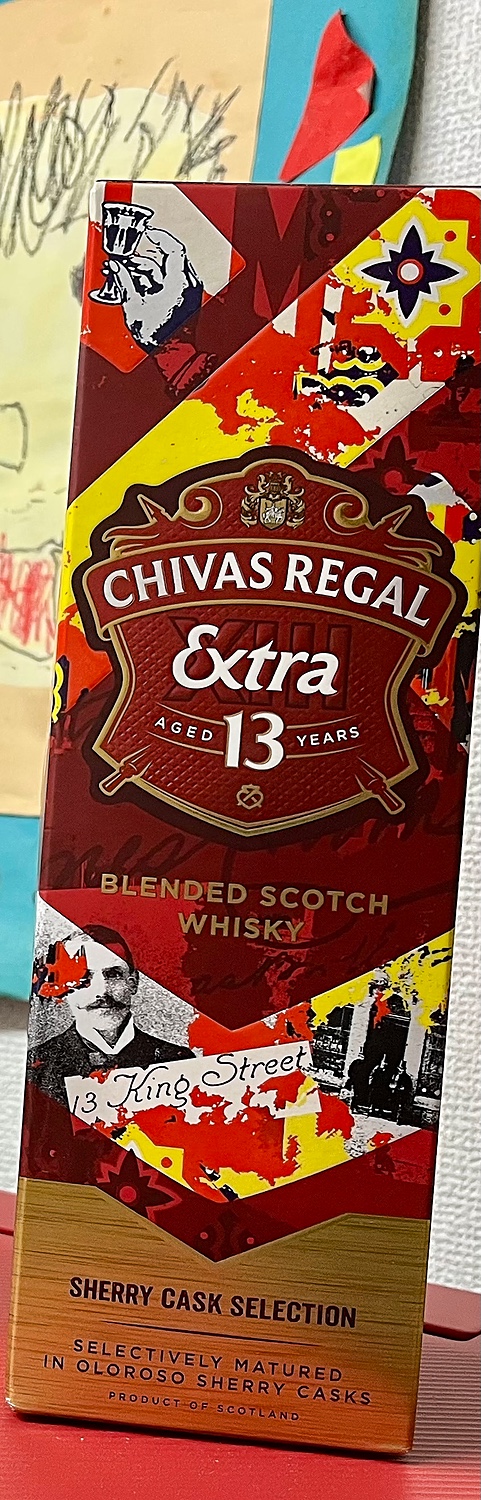 CHIVAS REGAL
XIII
Extra
AGED 13 YEARS
BLENDED SCOTCH
WHISKY
13 King Street
SHERRY CASK SELECTION
SELECTIVELY MATURED
IN OLOROSO SHERRY CASKS
PRODUCT OF SCOTLAND